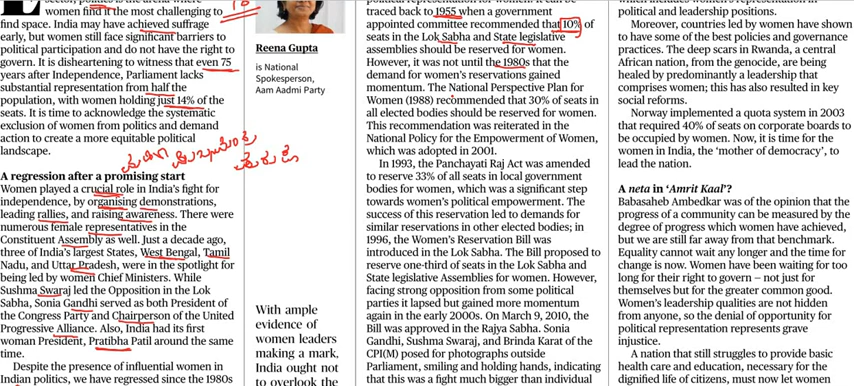 women find it the most challenging to
find space. India may have achieved suffrage
early, but women still face significant barriers to
political participation and do not have the right to
govern. It is disheartening to witness that even 75
years after Independence, Parliament lacks
substantial representation from half the
population, with women holding just 14% of the
seats. It is time to acknowledge the systematic
exclusion of women from politics and demand
action to create a more equitable political
landscape.
A regression after a promising start
Women played a crucial role in India's fight for
independence, by organising demonstrations,
leading rallies, and raising awareness. There were
numerous female representatives in the
Constituent Assembly as well. Just a decade ago,
three of India's largest States, West Bengal, Tamil
Nadu, and Uttar Pradesh, were in the spotlight for
being led by women Chief Ministers. While
Sushma Swaraj led the Opposition in the Lok
Sabha, Sonia Gandhi served as both President of
the Congress Party and Chairperson of the United
Progressive Alliance. Also, India had its first
woman President, Pratibha Patil around the same
time.
Despite the presence of influential women in
Indian politics, we have regressed since the 1980s
Reena Gupta
is National
Spokesperson,
Aam Aadmi Party
With ample
evidence of
women leaders
making a mark,
India ought not
to overlook the
traced back to 1955 when a government
appointed committee recommended that 10% of
seats in the Lok Sabha and State legislative
assemblies should be reserved for women.
However, it was not until the 1980s that the
demand for women's reservations gained
momentum. The National Perspective Plan for
Women (1988) recommended that 30% of seats in
all elected bodies should be reserved for women.
This recommendation was reiterated in the
National Policy for the Empowerment of Women,
which was adopted in 2001.
In 1993, the Panchayati Raj Act was amended
to reserve 33% of all seats in local government
bodies for women, which was a significant step
towards women's political empowerment. The
success of this reservation led to demands for
similar reservations in other elected bodies; in
1996, the Women's Reservation Bill was
introduced in the Lok Sabha. The Bill proposed to
reserve one-third of seats in the Lok Sabha and
State legislative Assemblies for women. However,
facing strong opposition from some political
parties it lapsed but gained more momentum
again in the early 2000s. On March 9, 2010, the
Bill was approved in the Rajya Sabha. Sonia
Gandhi, Sushma Swaraj, and Brinda Karat of the
CPI(M) posed for photographs outside
Parliament, smiling and holding hands, indicating
that this was a fight much bigger than individual
political and leadership positions.
Moreover, countries led by women have shown
to have some of the best policies and governance
practices. The deep scars in Rwanda, a central
African nation, from the genocide, are being
healed by predominantly a leadership that
comprises women; this has also resulted in key
social reforms.
Norway implemented a quota system in 2003
that required 40% of seats on corporate boards to
be occupied by women. Now, it is time for the
women in India, the 'mother of democracy', to
lead the nation.
A neta in 'Amrit Kaal'?
Babasaheb Ambedkar was of the opinion that the
progress of a community can be measured by the
degree of progress which women have achieved,
but we are still far away from that benchmark.
Equality cannot wait any longer and the time for
change is now. Women have been waiting for too
long for their right to govern – not just for
themselves but for the greater common good.
Women's leadership qualities are not hidden
from anyone, so the denial of opportunity for
political representation represents grave
injustice.
A nation that still struggles to provide basic
health care and education, necessary for the
dignified life of citizens, must now let women